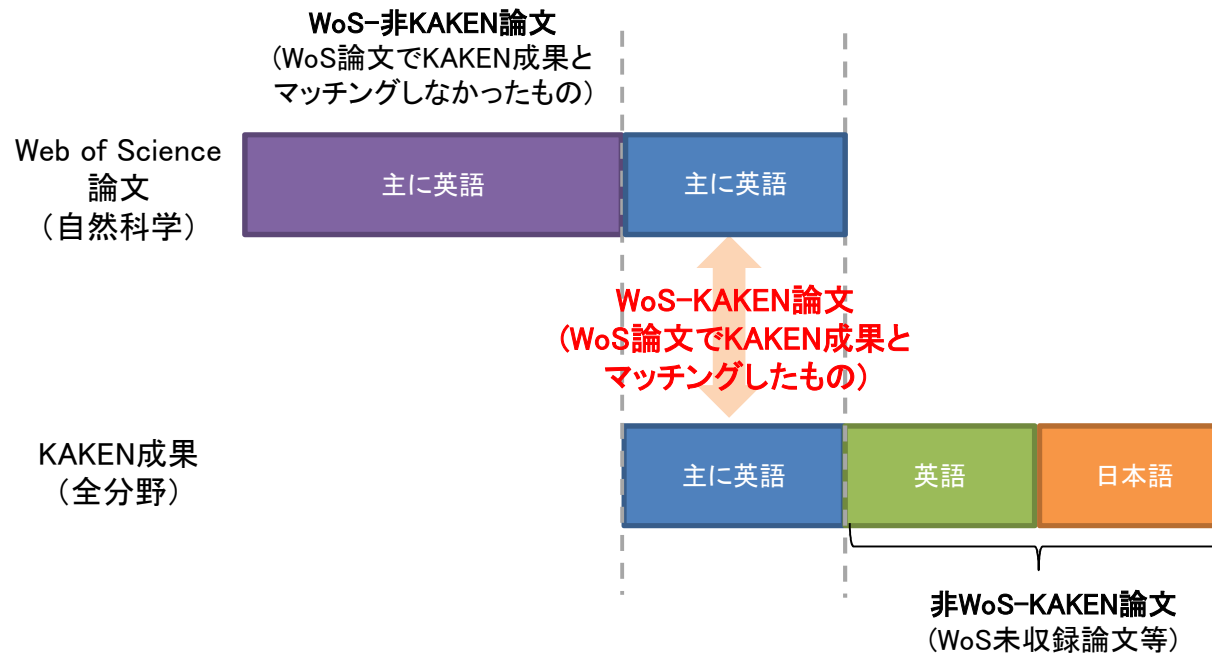 WoS-非KAKEN論文
(WoS論文でKAKEN成果と
マッチングしなかったもの)
Web of Science
論文
(自然科学)
主に英語
主に英語
WoS-KAKEN論文
(WoS論文でKAKEN成果と
マッチングしたもの)
KAKEN成果
(全分野)
主に英語
英語
日本語
非WoS-KAKEN論文
(WoS未収録論文等)